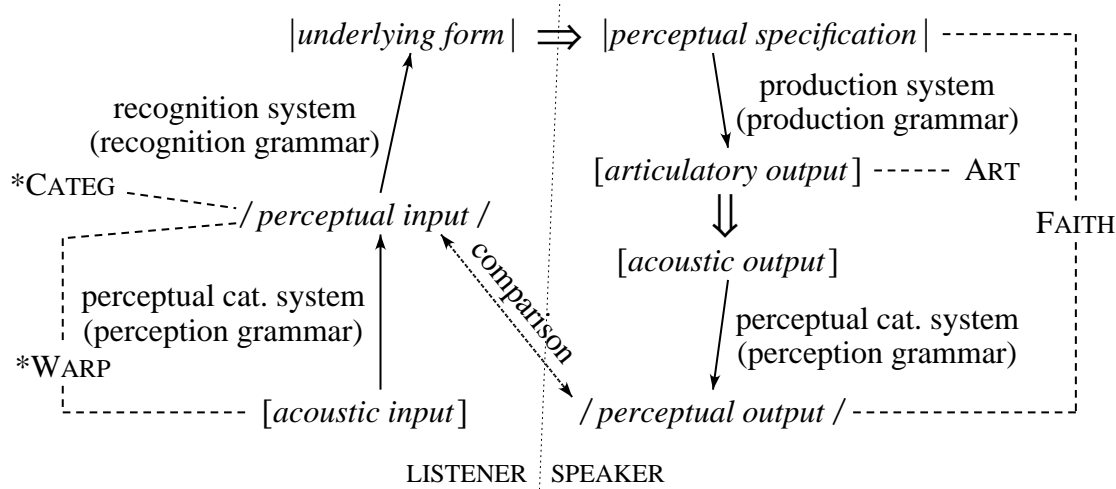 |underlying form| ⇒ |perceptual specification|
recognition system
(recognition grammar)
production system
(production grammar)
[articulatory output]
ART
*CATEG
/ perceptual input /
FAITH
[acoustic output]
comparison
perceptual cat. system
(perception grammar)
perceptual cat. system
(perception grammar)
*WARP
[acoustic input]
/ perceptual output /
LISTENER SPEAKER